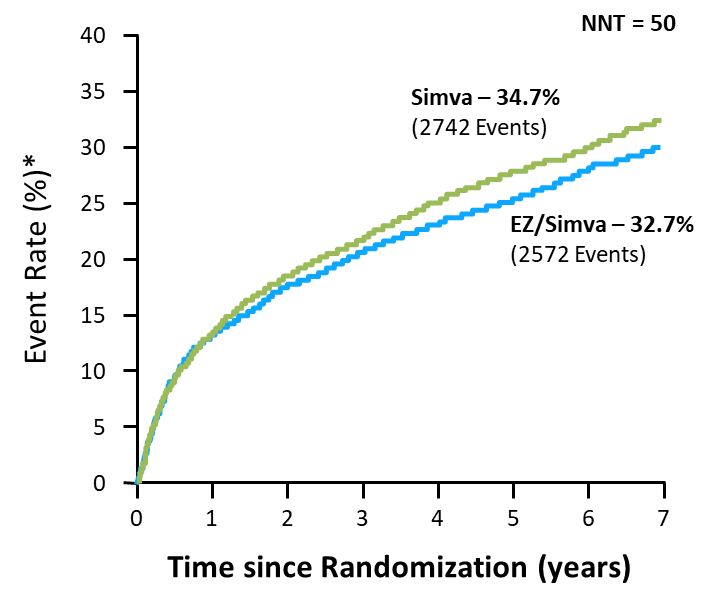 NNT = 50
40
35
30
25
20
15
10
5
0
Event Rate (%)*
Simva – 34.7%
(2742 Events)
EZ/Simva – 32.7%
(2572 Events)
0 1 2 3 4 5 6 7
Time since Randomization (years)